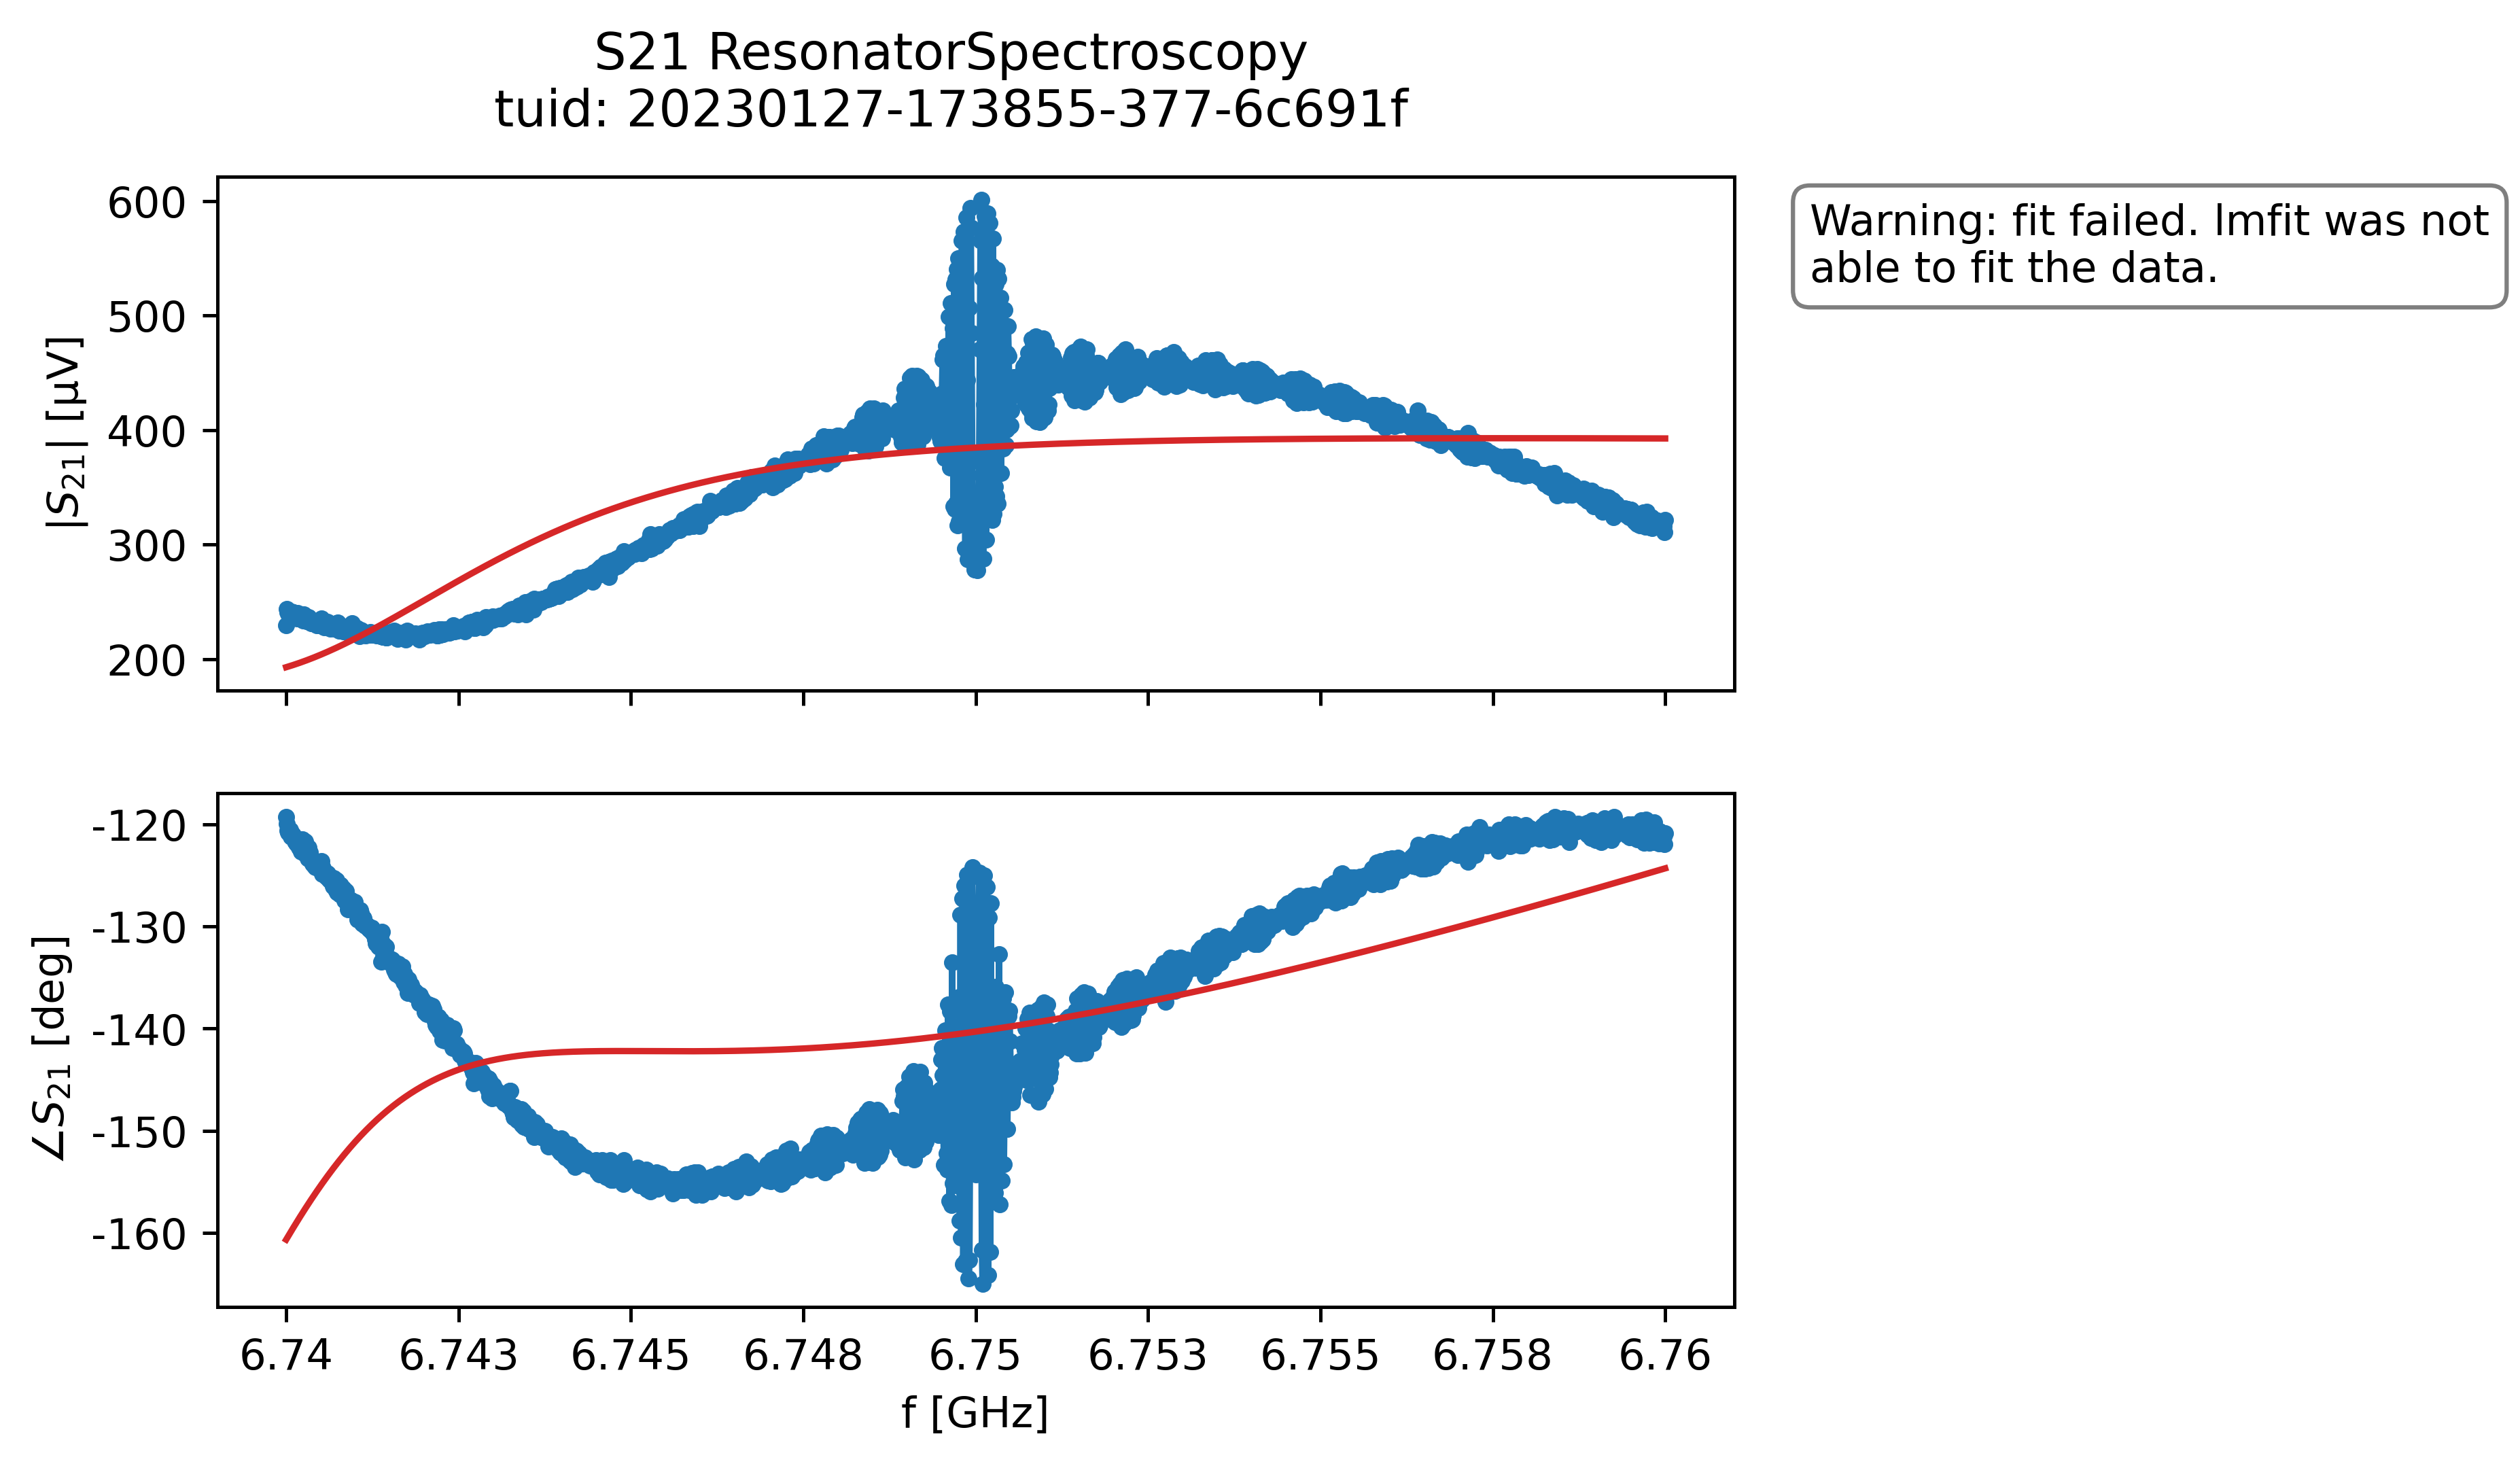 S21 ResonatorSpectroscopy
tuid: 20230127-173855-377-6c691f
Warning: fit failed. lmfit was not
able to fit the data.
600
500
400
300
200
|S₂₁| [µV]
-120
-130
-140
-150
-160
∠S₂₁ [deg]
6.74 6.743 6.745 6.748 6.75 6.753 6.755 6.758 6.76
f [GHz]